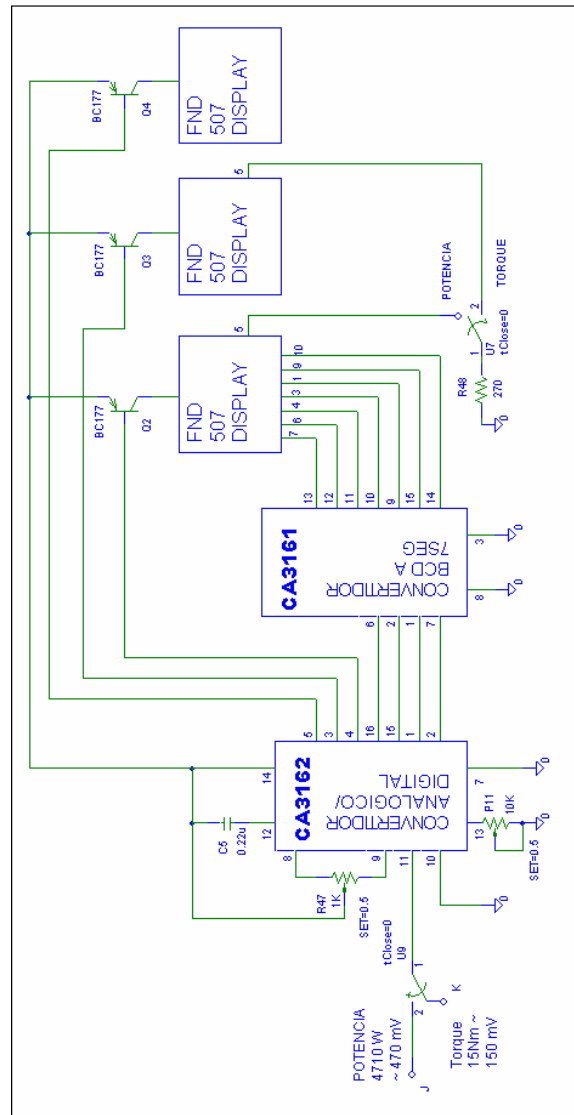 POTENCIA
4710 W
~ 470 mV
J
2
1
K
tClose=0
U9
Torque
15Nm ~
150 mV
C5
0.22u
R47
1K
SET=0.5
8
9
11
10
12
14
13
7
CA3162
CONVERTIDOR
ANALOGICO/
DIGITAL
P11
10K
SET=0.5
0
0
0
5
3
4
16
15
1
2
6
2
1
7
CA3161
CONVERTIDOR
BCD A
7SEG
8
3
0
0
13
12
11
10
9
15
14
7
6
4
3
1
9
10
BC177
Q2
FND
507
DISPLAY
5
BC177
Q3
FND
507
DISPLAY
5
BC177
Q4
FND
507
DISPLAY
POTENCIA
TORQUE
1
2
U7
tClose=0
R48
270
0